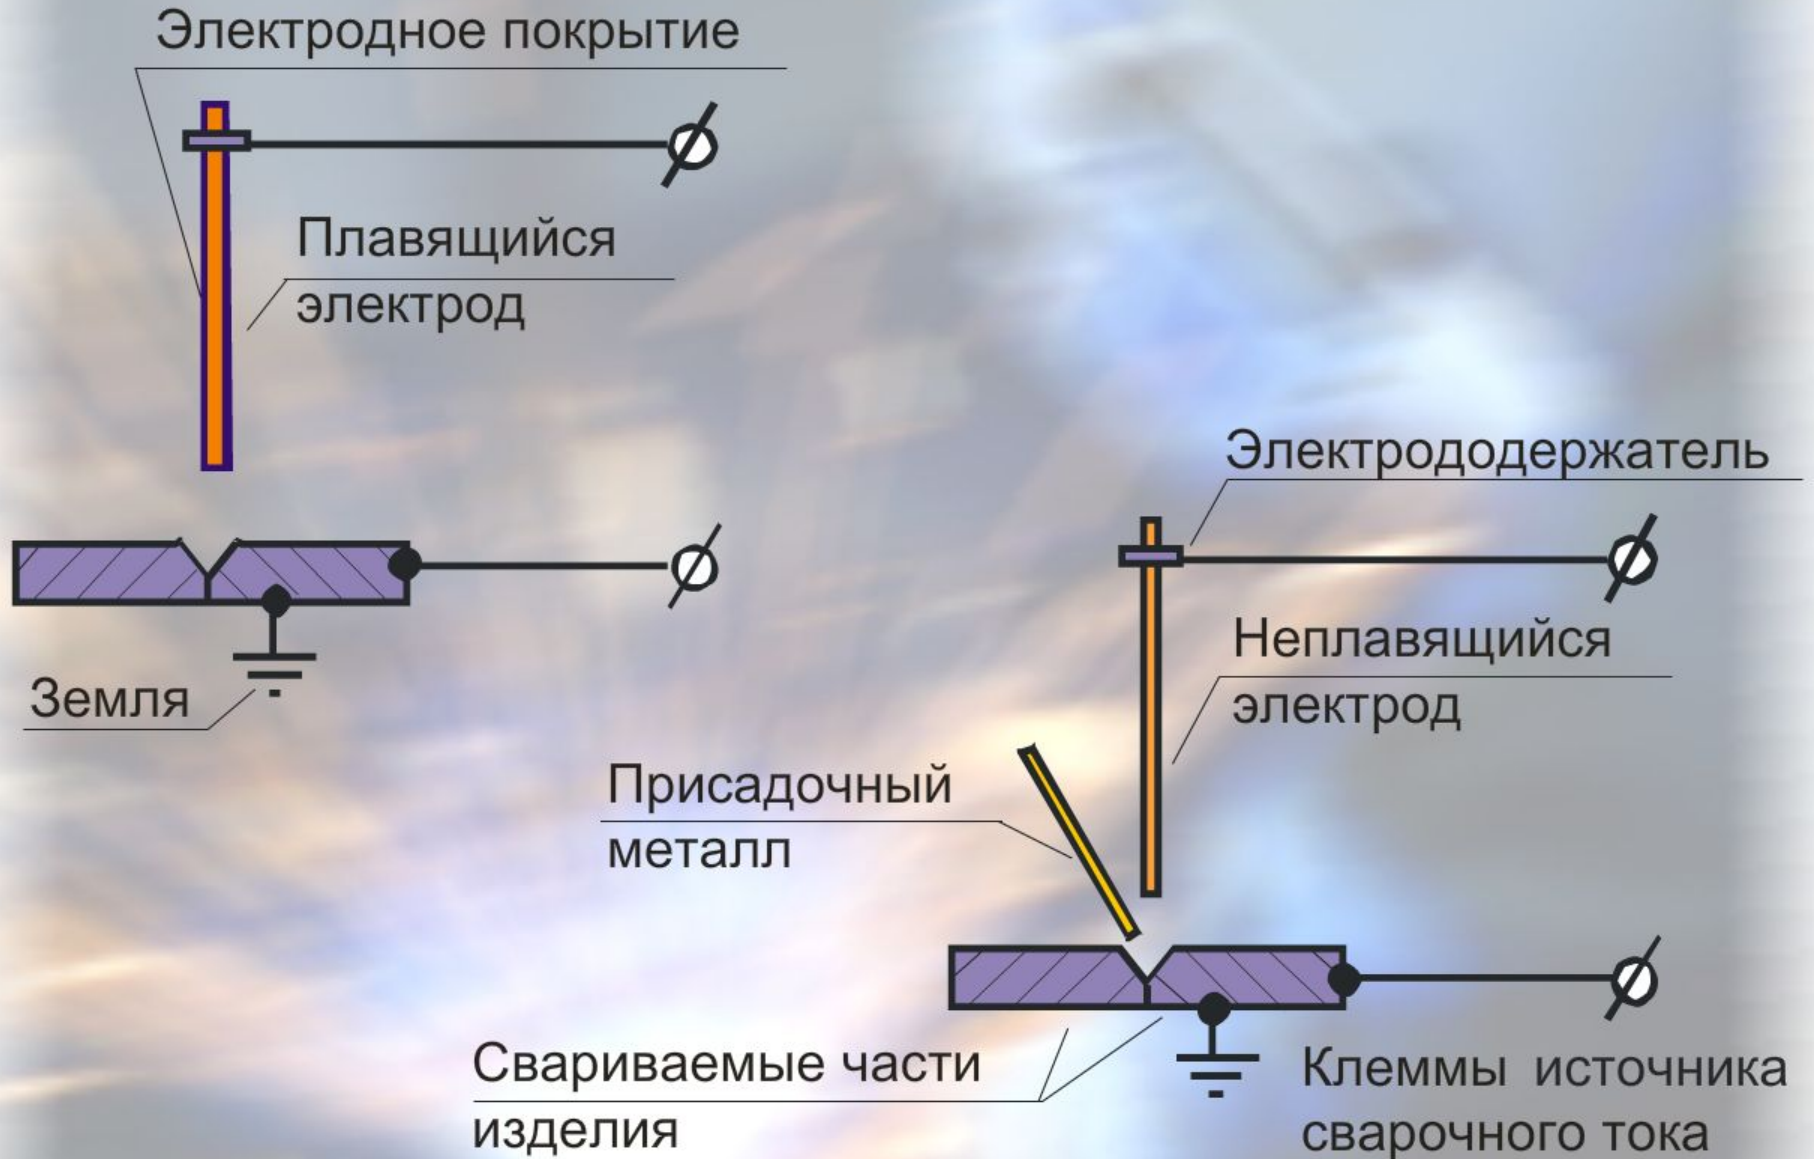 Электродное покрытие
Плавящийся
электрод
Земля
Электрододержатель
Неплавящийся
электрод
Присадочный
металл
Свариваемые части
изделия
Клеммы источника
сварочного тока